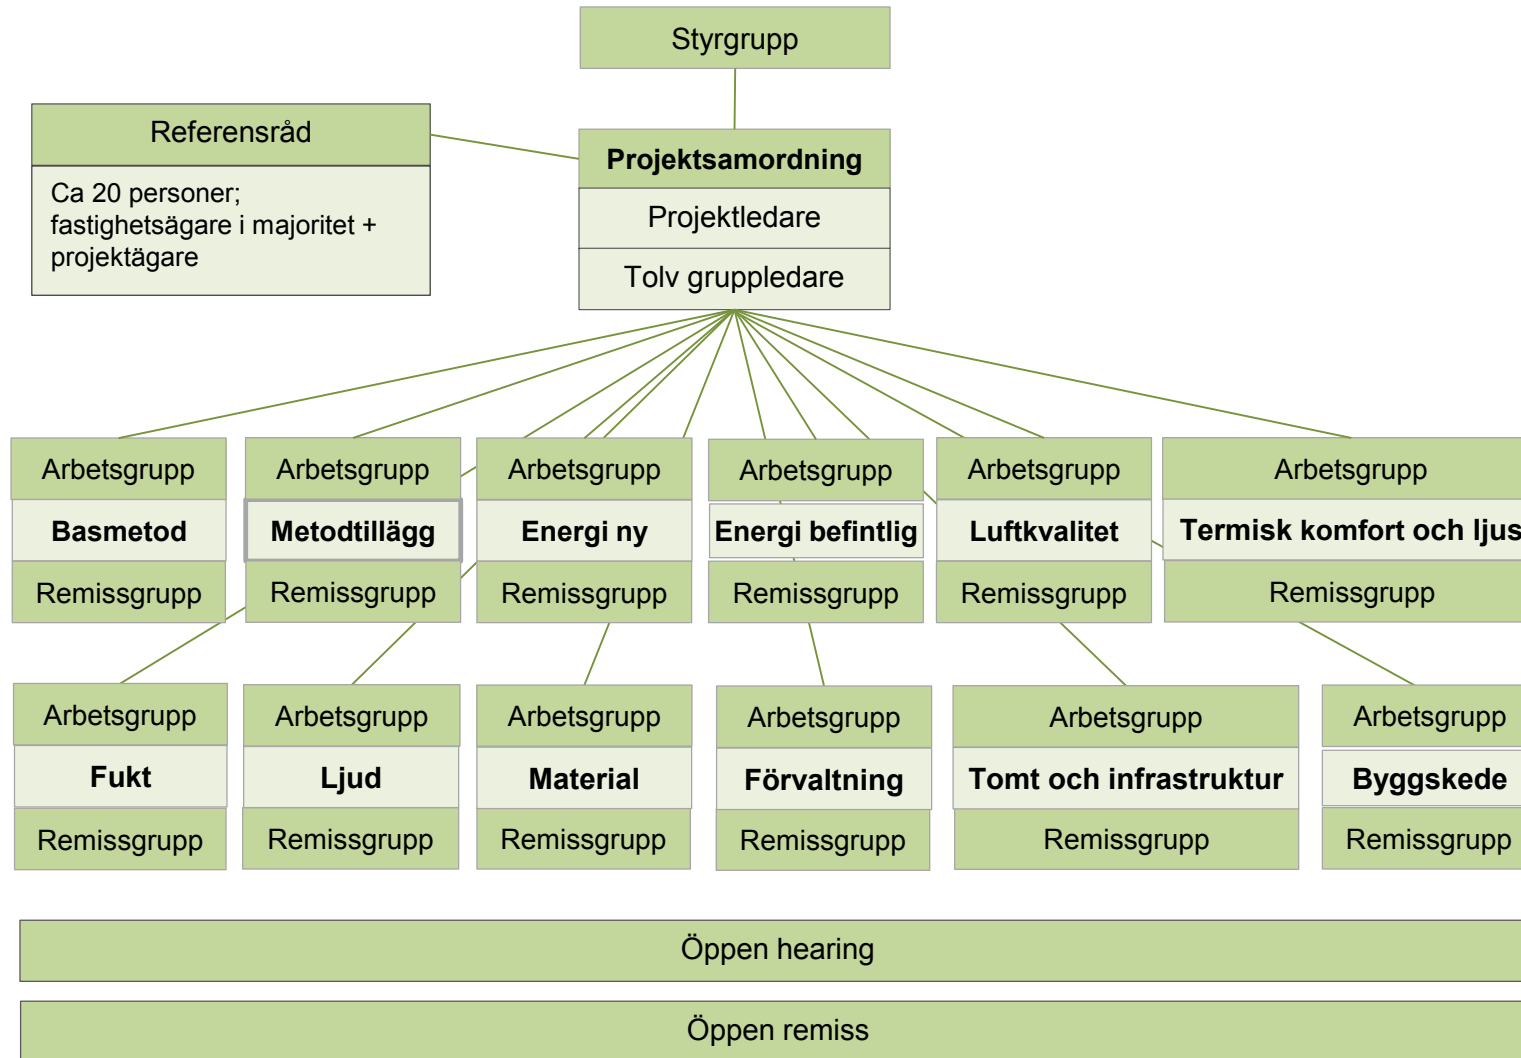 Styrgrupp
Referensråd
Ca 20 personer;
fastighetsägare i majoritet +
projektägare
Projektsamordning
Projektledare
Tolv gruppledare
Arbetsgrupp
Basmetod
Remissgrupp
Arbetsgrupp
Metodtillägg
Remissgrupp
Arbetsgrupp
Energi ny
Remissgrupp
Arbetsgrupp
Energi befintlig
Remissgrupp
Arbetsgrupp
Luftkvalitet
Remissgrupp
Arbetsgrupp
Termisk komfort och ljus
Remissgrupp
Arbetsgrupp
Fukt
Remissgrupp
Arbetsgrupp
Ljud
Remissgrupp
Arbetsgrupp
Material
Remissgrupp
Arbetsgrupp
Förvaltning
Remissgrupp
Arbetsgrupp
Tomt och infrastruktur
Remissgrupp
Arbetsgrupp
Byggskede
Remissgrupp
Öppen hearing
Öppen remiss